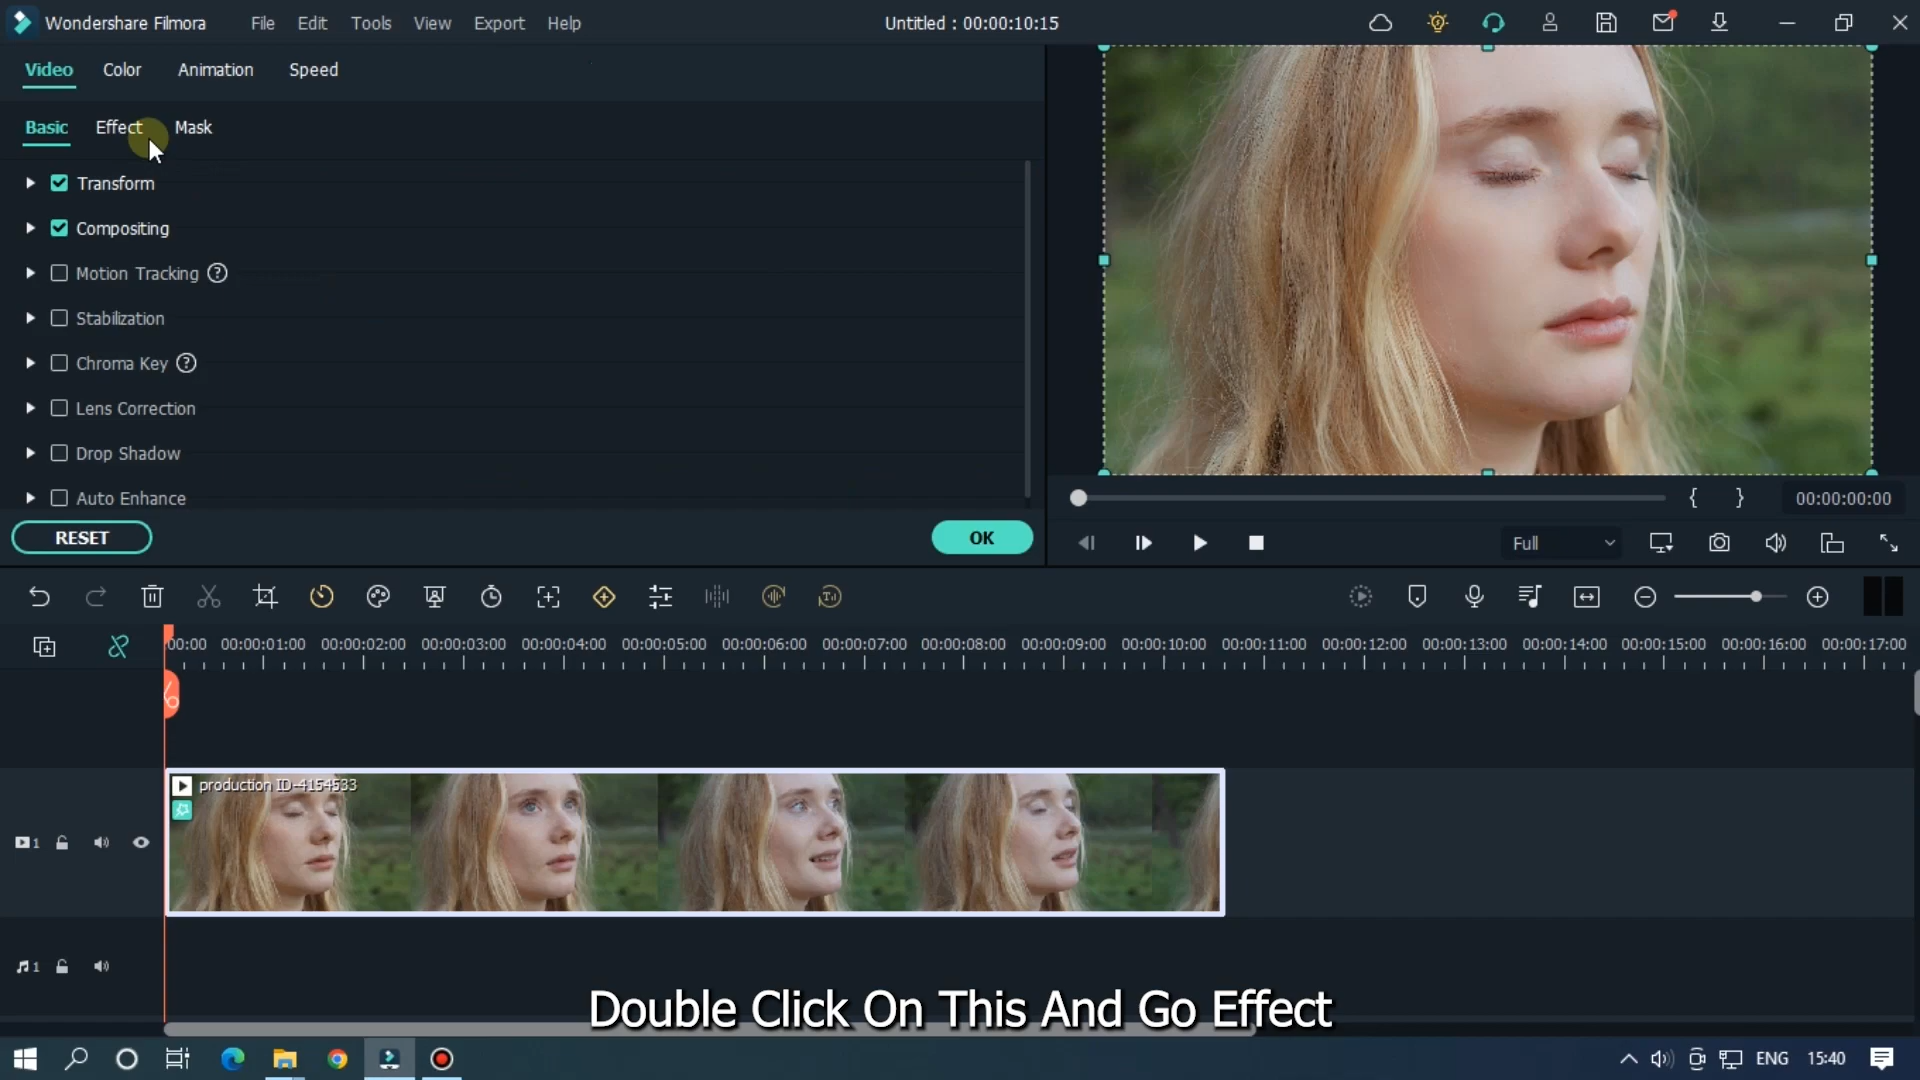 Wondershare Filmora File Edit Tools View Export Help Untitled : 00:00:10:15
Video Color Animation Speed
Basic Effect Mask
Transform
Compositing
Motion Tracking ?
Stabilization
Chroma Key ?
Lens Correction
Drop Shadow
Auto Enhance
RESET OK
{ } 00:00:00:00
Full
00:00 00:00:01:00 00:00:02:00 00:00:03:00 00:00:04:00 00:00:05:00 00:00:06:00 00:00:07:00 00:00:08:00 00:00:09:00 00:00:10:00 00:00:11:00 00:00:12:00 00:00:13:00 00:00:14:00 00:00:15:00 00:00:16:00 00:00:17:00
production ID-4154533
1
1
Double Click On This And Go Effect
ENG 15:40